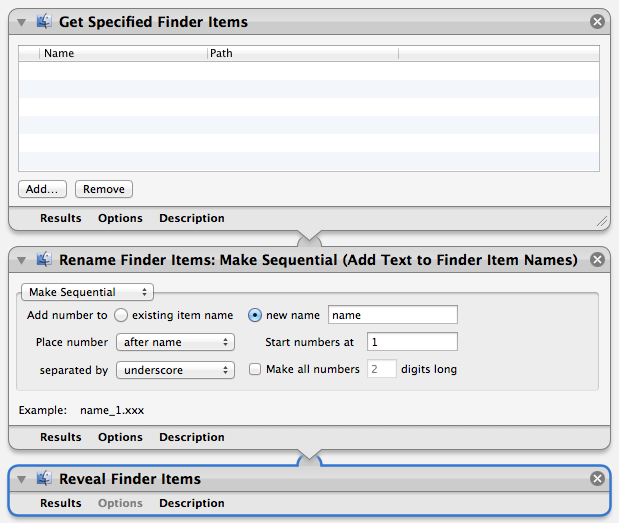 Get Specified Finder Items
Name Path
Add... Remove
Results Options Description
Rename Finder Items: Make Sequential (Add Text to Finder Item Names)
Make Sequential
Add number to existing item name new name name
Place number after name Start numbers at 1
separated by underscore Make all numbers 2 digits long
Example: name_1.xxx
Results Options Description
Reveal Finder Items
Results Options Description